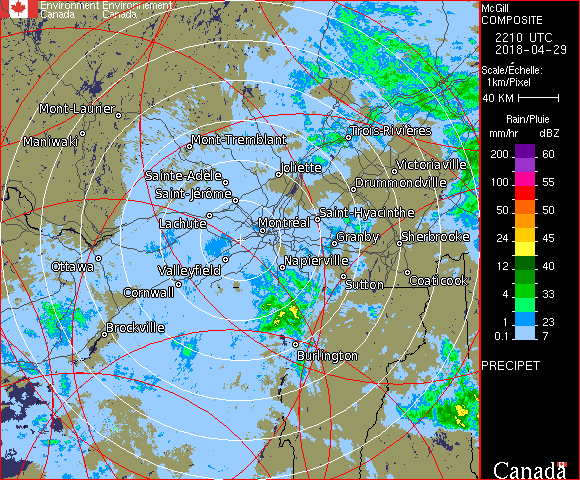 Environment Environnement
Canada Canada
McGill
COMPOSITE
2210 UTC
2018-04-29
Scale/Échelle:
1km/Pixel
40 KM
Rain/Pluie
mm/hr dBZ
200 60
100 55
50 50
24 45
12 40
4 33
1 23
0.1 7
PRECIPET
Mont-Laurier
Maniwaki
Mont-Tremblant
Trois-Rivières
Joliette
Victoriaville
Sainte-Adèle
Drummondville
Saint-Jérôme
Saint-Hyacinthe
Lachute
Montréal
Granby
Sherbrooke
Ottawa
Valleyfield
Napierville
Coaticook
Sutton
Cornwall
Brockville
Burlington
Canada